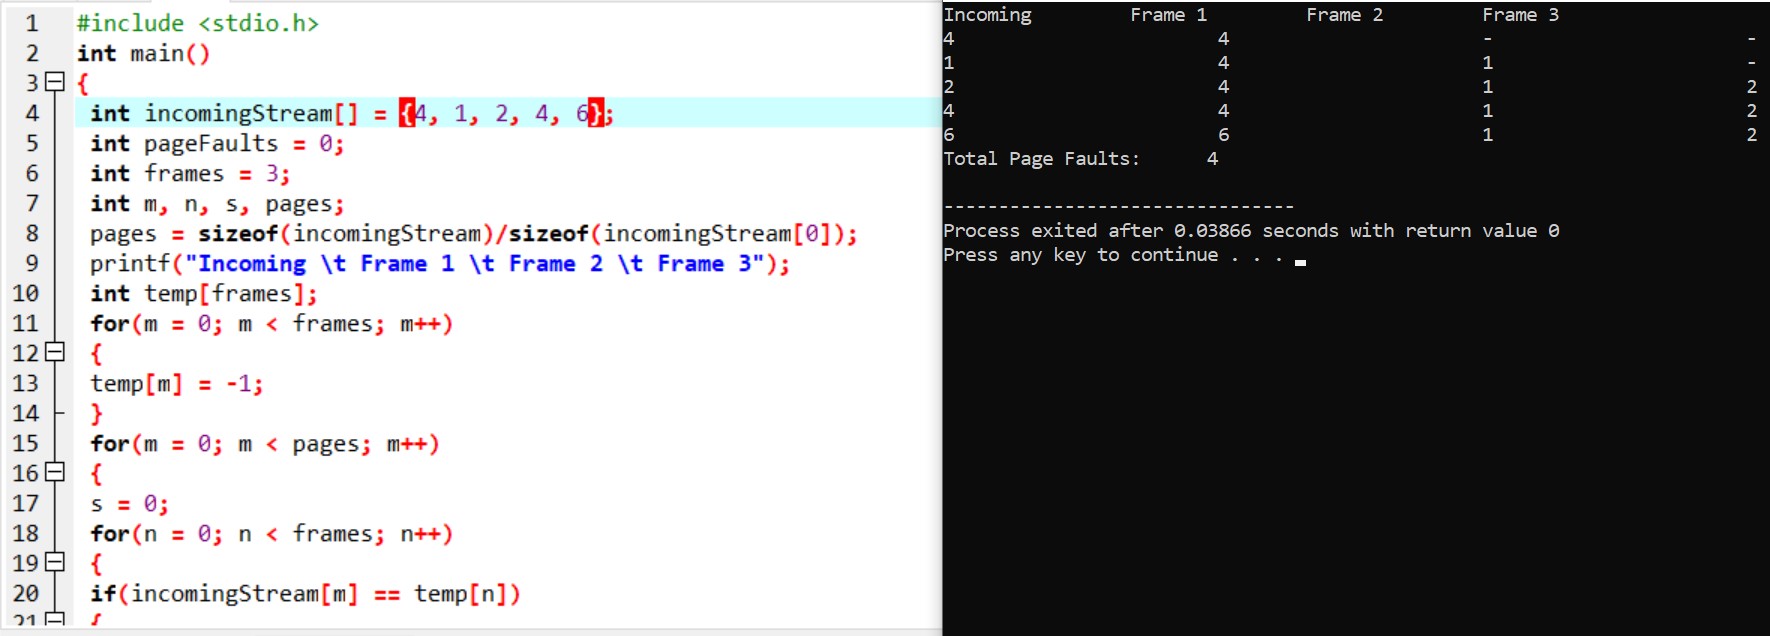 1 #include <stdio.h>
2 int main()
3 {
4 int incomingStream[] = {4, 1, 2, 4, 6};
5 int pageFaults = 0;
6 int frames = 3;
7 int m, n, s, pages;
8 pages = sizeof(incomingStream)/sizeof(incomingStream[0]);
9 printf("Incoming \t Frame 1 \t Frame 2 \t Frame 3");
10 int temp[frames];
11 for(m = 0; m < frames; m++)
12 {
13 temp[m] = -1;
14 }
15 for(m = 0; m < pages; m++)
16 {
17 s = 0;
18 for(n = 0; n < frames; n++)
19 {
20 if(incomingStream[m] == temp[n])
21 {
Incoming Frame 1 Frame 2 Frame 3
4 4 - -
1 4 1 -
2 4 1 2
4 4 1 2
6 6 1 2
Total Page Faults: 4
--------------------------------
Process exited after 0.03866 seconds with return value 0
Press any key to continue . . .